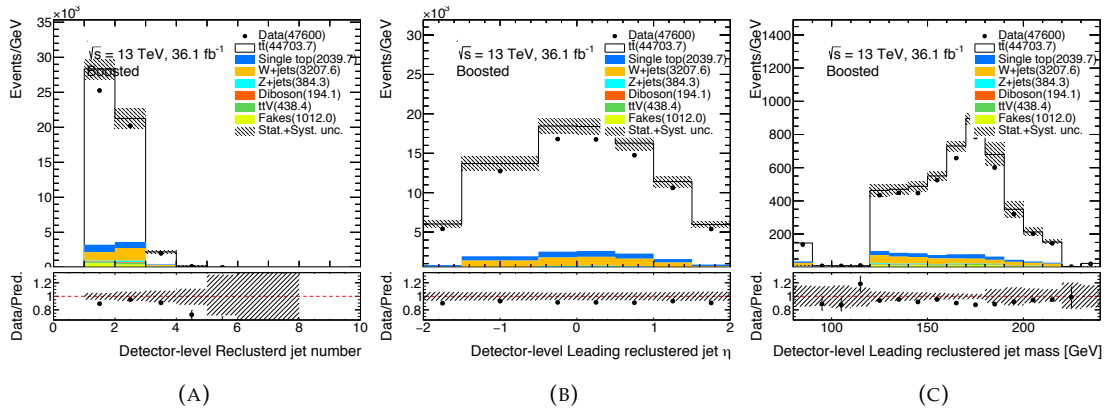 ×10³
Events/GeV
35
30
25
20
15
10
5
0
√s = 13 TeV, 36.1 fb⁻¹
Boosted
Data(47600)
tt̄(44703.7)
Single top(2039.7)
W+jets(3207.6)
Z+jets(384.3)
Diboson(194.1)
ttV(438.4)
Fakes(1012.0)
Stat.+Syst. unc.
Data/Pred.
1.2
1
0.8
0 2 4 6 8 10
Detector-level Reclusterd jet number
(A)
×10³
Events/GeV
30
25
20
15
10
5
√s = 13 TeV, 36.1 fb⁻¹
Boosted
Data(47600)
tt̄(44703.7)
Single top(2039.7)
W+jets(3207.6)
Z+jets(384.3)
Diboson(194.1)
ttV(438.4)
Fakes(1012.0)
Stat.+Syst. unc.
Data/Pred.
1.2
1
0.8
−2 −1 0 1 2
Detector-level Leading reclustered jet η
(B)
Events/GeV
1400
1200
1000
800
600
400
200
√s = 13 TeV, 36.1 fb⁻¹
Boosted
Data(47600)
tt̄(44703.7)
Single top(2039.7)
W+jets(3207.6)
Z+jets(384.3)
Diboson(194.1)
ttV(438.4)
Fakes(1012.0)
Stat.+Syst. unc.
Data/Pred.
1.2
1
0.8
100 150 200
Detector-level Leading reclustered jet mass [GeV]
(C)